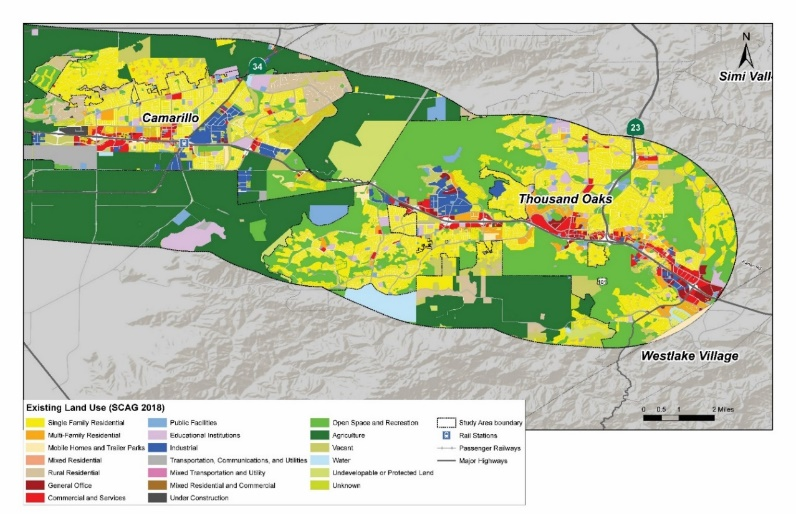 N
Simi Vall
34
Camarillo
23
Thousand Oaks
101
Westlake Village
0 0.5 1 2 Miles
Existing Land Use (SCAG 2018)
Single Family Residential
Multi-Family Residential
Mobile Homes and Trailer Parks
Mixed Residential
Rural Residential
General Office
Commercial and Services
Public Facilities
Educational Institutions
Industrial
Transportation, Communications, and Utilities
Mixed Transportation and Utility
Mixed Residential and Commercial
Under Construction
Open Space and Recreation
Agriculture
Vacant
Water
Undevelopable or Protected Land
Unknown
Study Area boundary
Rail Stations
Passenger Railways
Major Highways